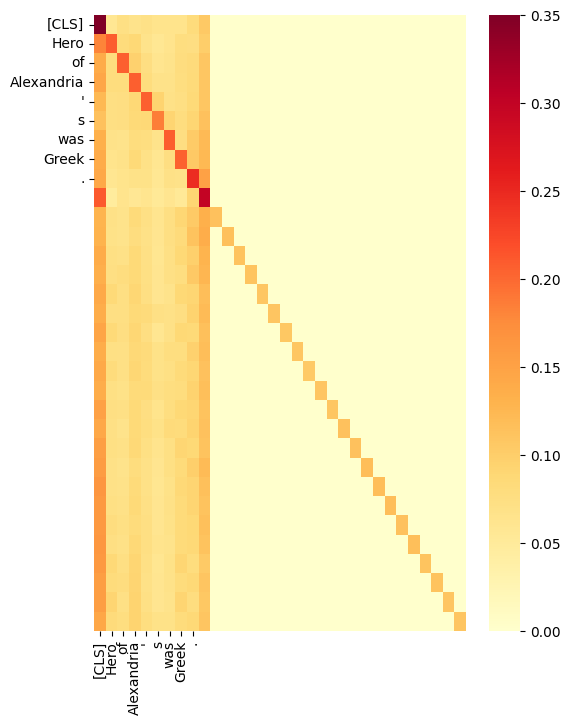 [CLS]
Hero
of
Alexandria
'
s
was
Greek
.
0.35
0.30
0.25
0.20
0.15
0.10
0.05
0.00
[CLS]
Hero
of
Alexandria
'
s
was
Greek
.